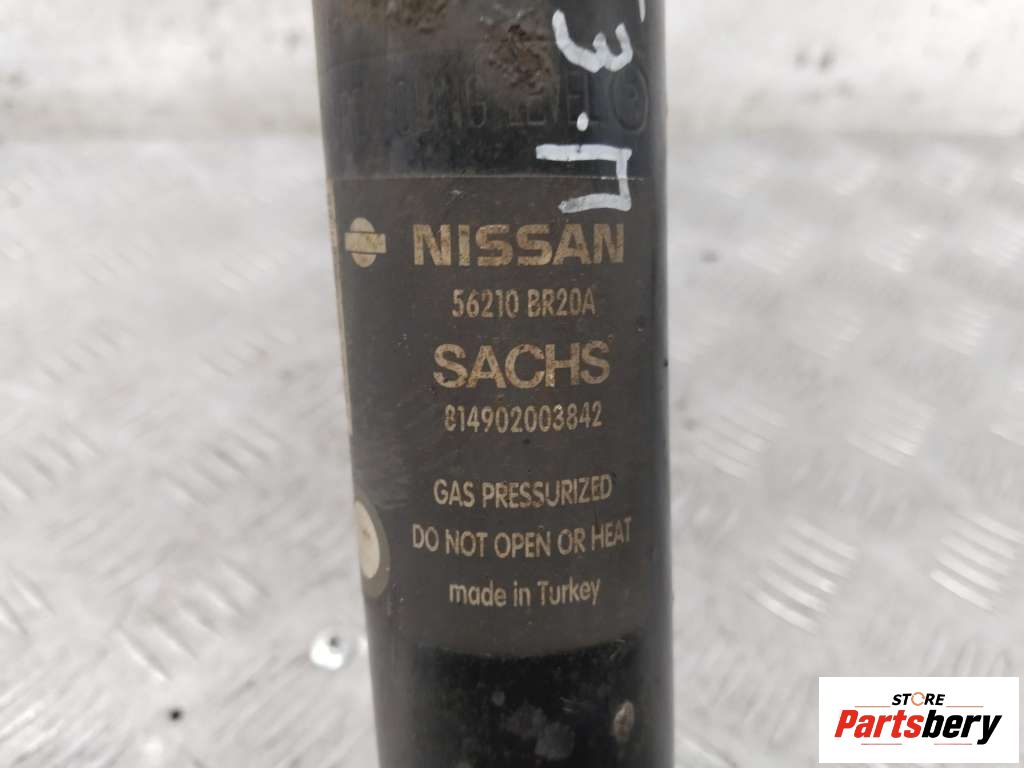 NISSAN
56210 BR20A
SACHS
814902003842
GAS PRESSURIZED
DO NOT OPEN OR HEAT
made in Turkey
STORE
Partsbery